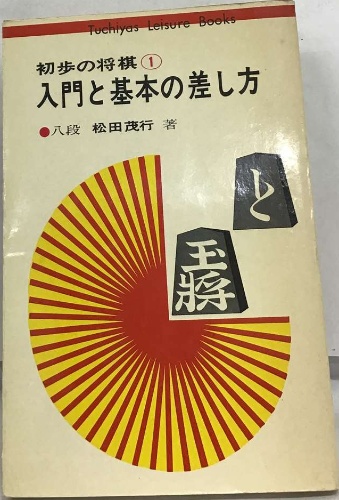 Tuchiyas Leisure Books
初歩の将棋①
入門と基本の差し方
●八段 松田茂行 著
と
玉將